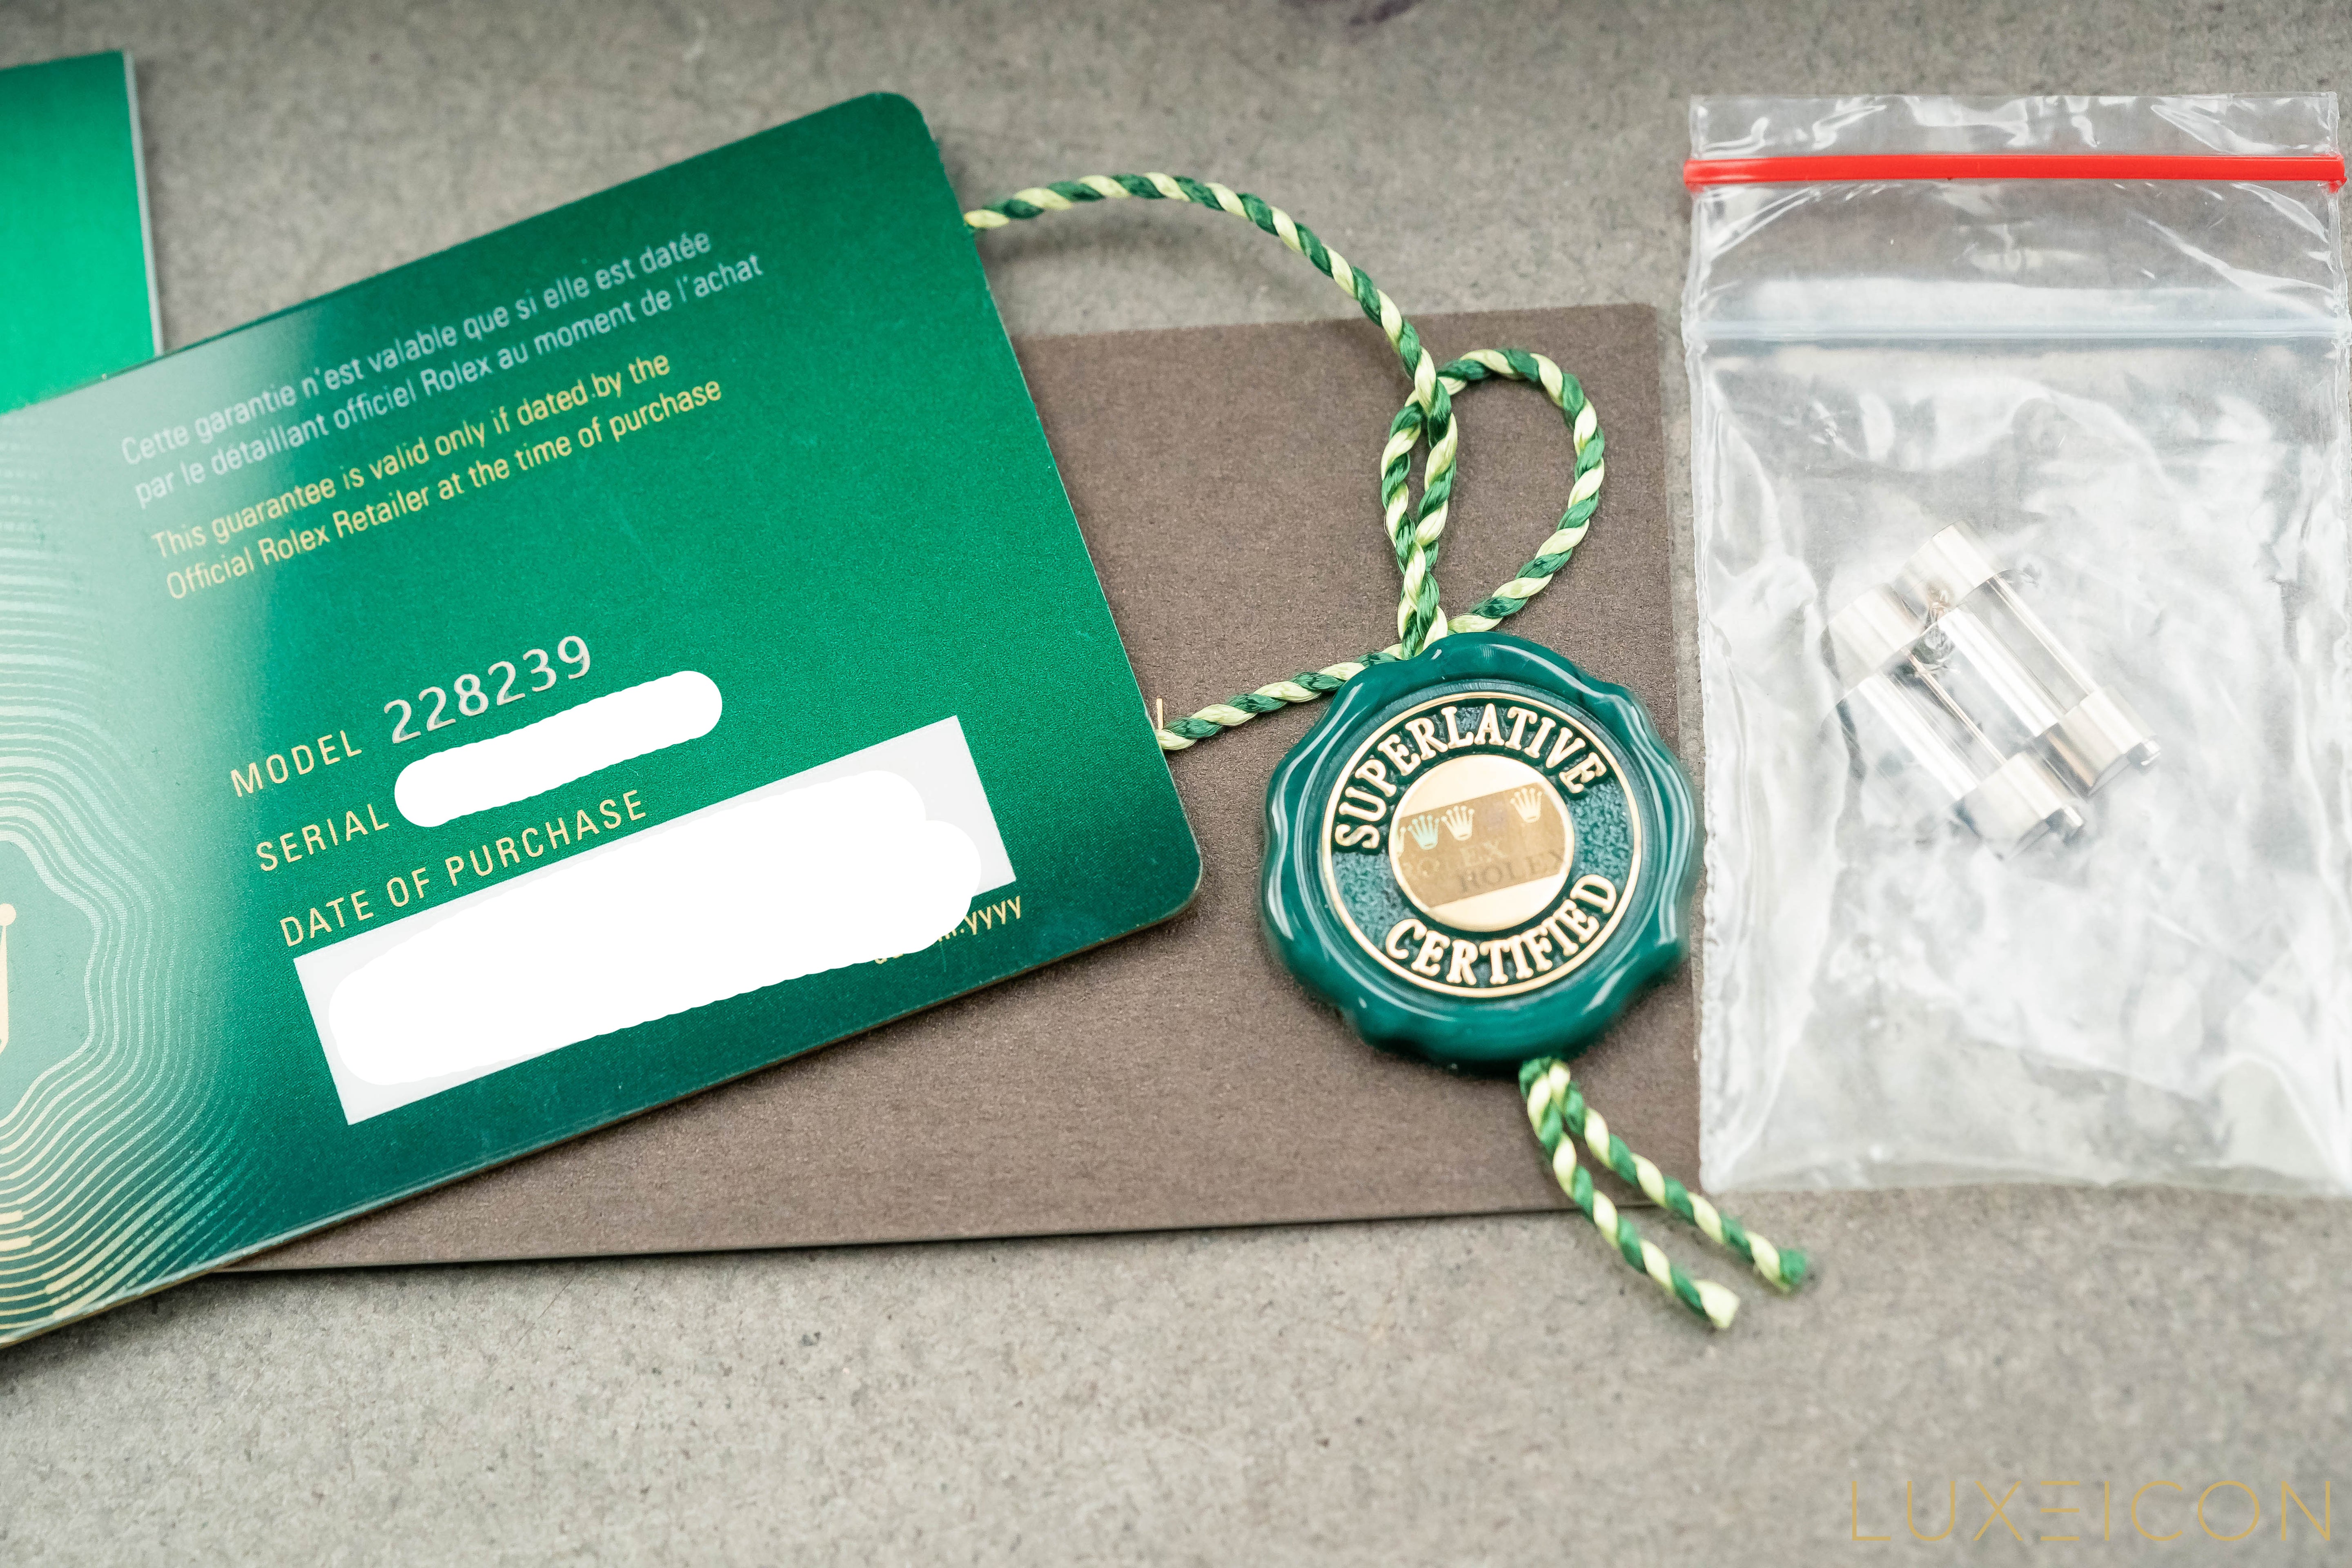 Cette garantie n'est valable que si elle est datée
par le détaillant officiel Rolex au moment de l'achat
This guarantee is valid only if dated by the
Official Rolex Retailer at the time of purchase
MODEL 228239
SERIAL
DATE OF PURCHASE
yyyy
SUPERLATIVE
ROLEX
CERTIFIED
LUXEICON